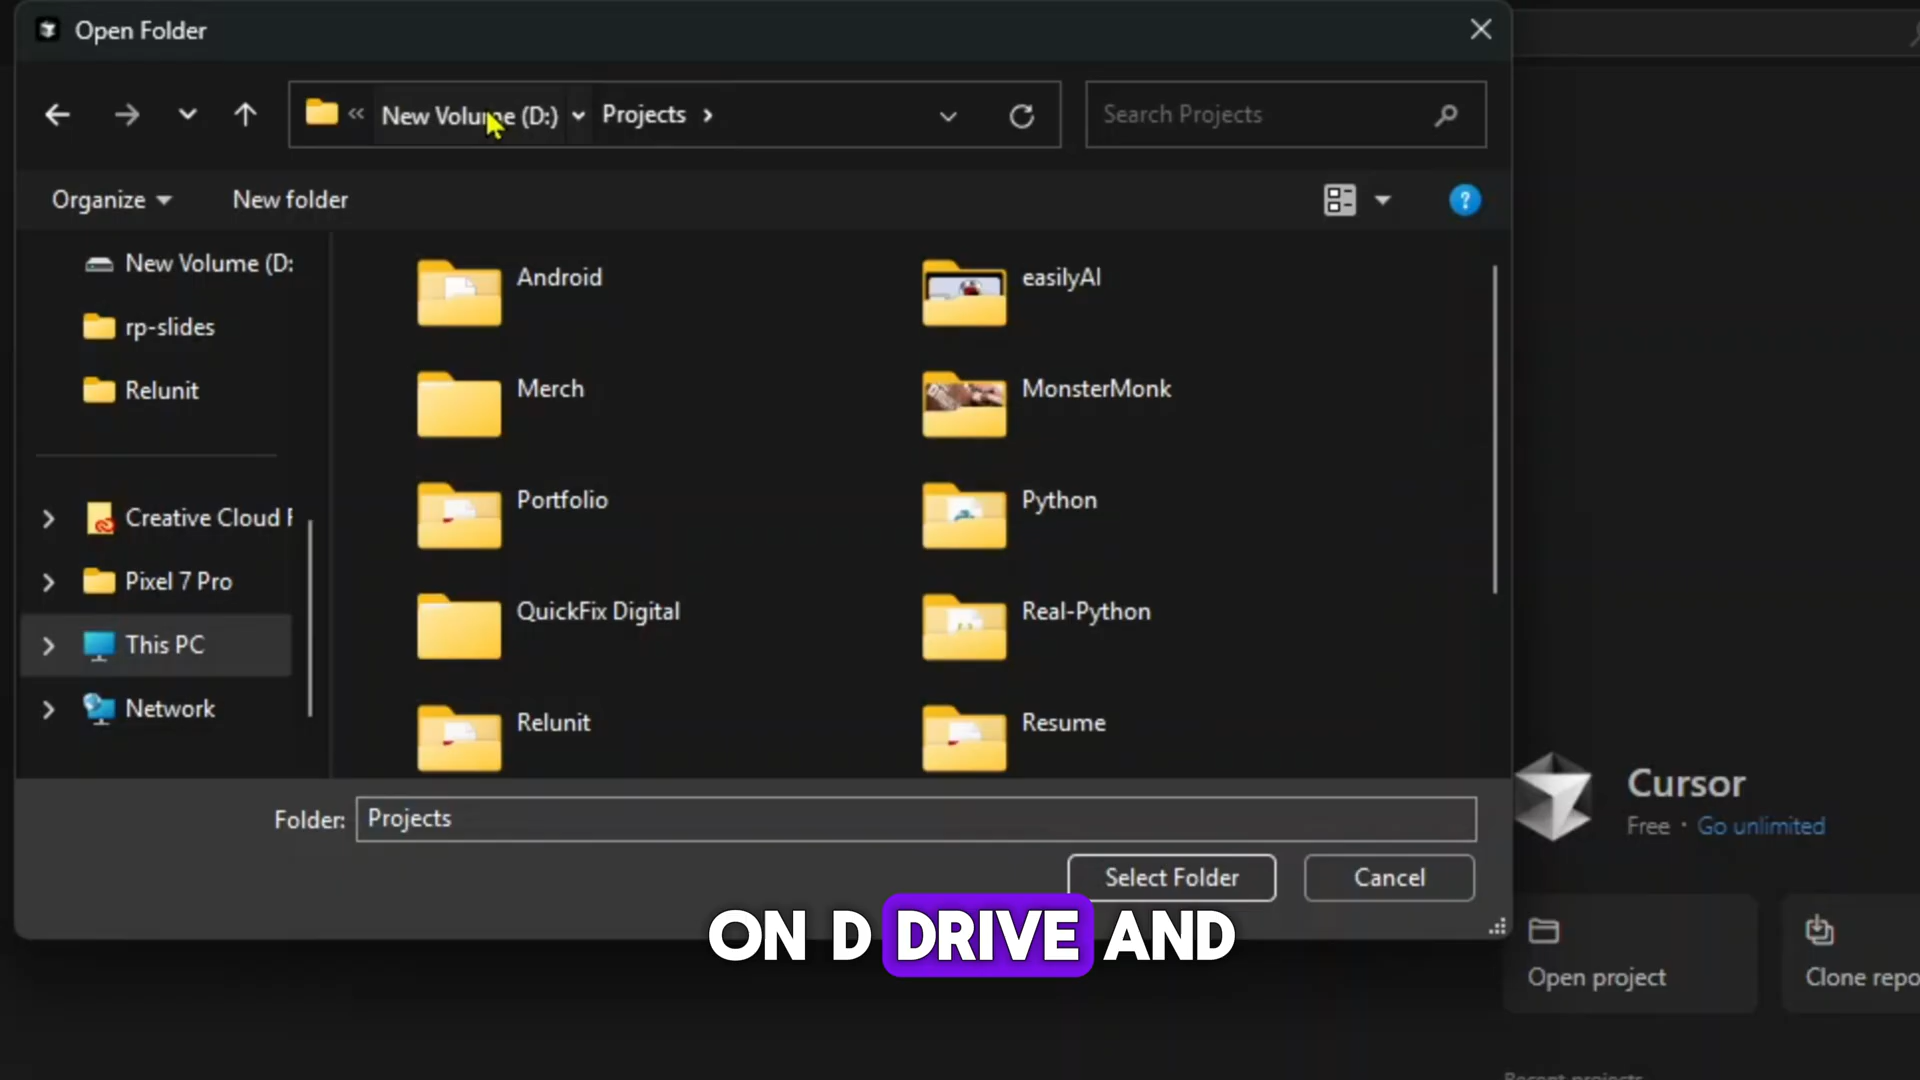 Open Folder
New Volume (D:)
Projects
Search Projects
Organize
New folder
New Volume (D:
rp-slides
Relunit
Creative Cloud F
Pixel 7 Pro
This PC
Network
Android
easilyAI
Merch
MonsterMonk
Portfolio
Python
QuickFix Digital
Real-Python
Relunit
Resume
Folder: Projects
Select Folder
Cancel
Cursor
Free · Go unlimited
Open project
Clone repo
Recent projects
ON D DRIVE AND